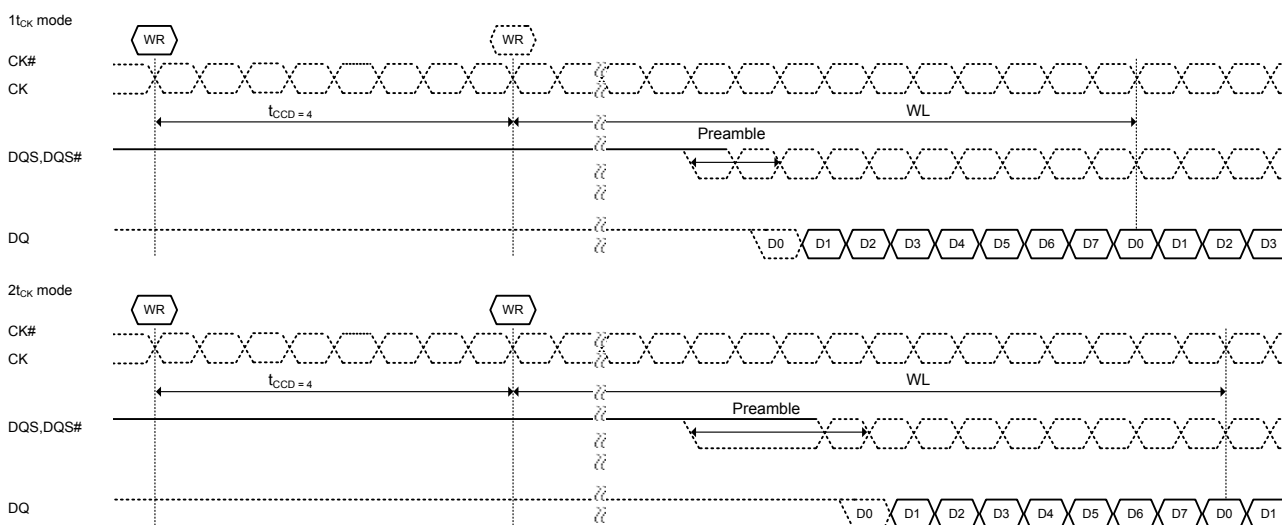 1tCK mode
WR WR
CK#
CK
tCCD = 4 WL
Preamble
DQS,DQS#
DQ D0 D1 D2 D3 D4 D5 D6 D7 D0 D1 D2 D3
2tCK mode
WR WR
CK#
CK
tCCD = 4 WL
Preamble
DQS,DQS#
DQ D0 D1 D2 D3 D4 D5 D6 D7 D0 D1